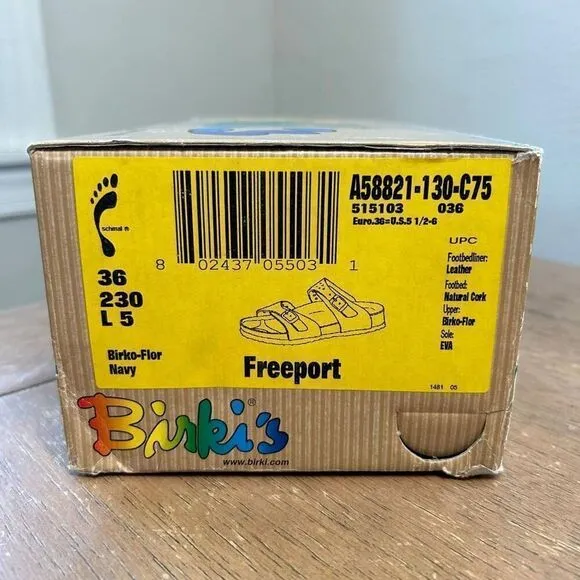 schmal ®
A58821-130-C75
515103 036
Euro.36=U.S.5 1/2-6
UPC
8 02437 05503 1
36
230
L 5
Birko-Flor
Navy
Freeport
Footbedliner:
Leather
Footbed:
Natural Cork
Upper:
Birko-Flor
Sole:
EVA
1481 05
Birki's®
www.birki.com